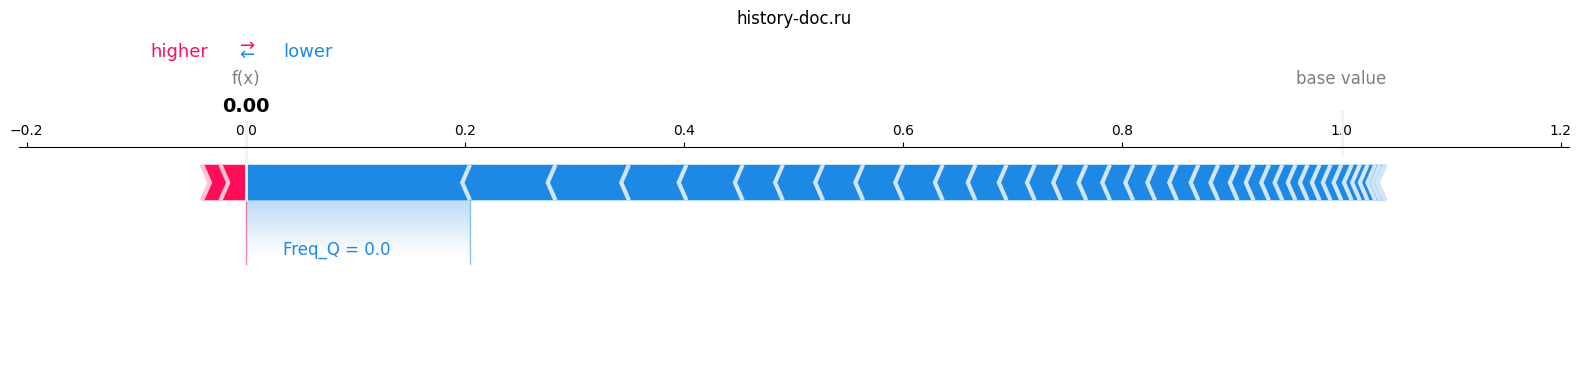 history-doc.ru
higher ⇄ lower
f(x) base value
0.00
−0.2 0.0 0.2 0.4 0.6 0.8 1.0 1.2
Freq_Q = 0.0